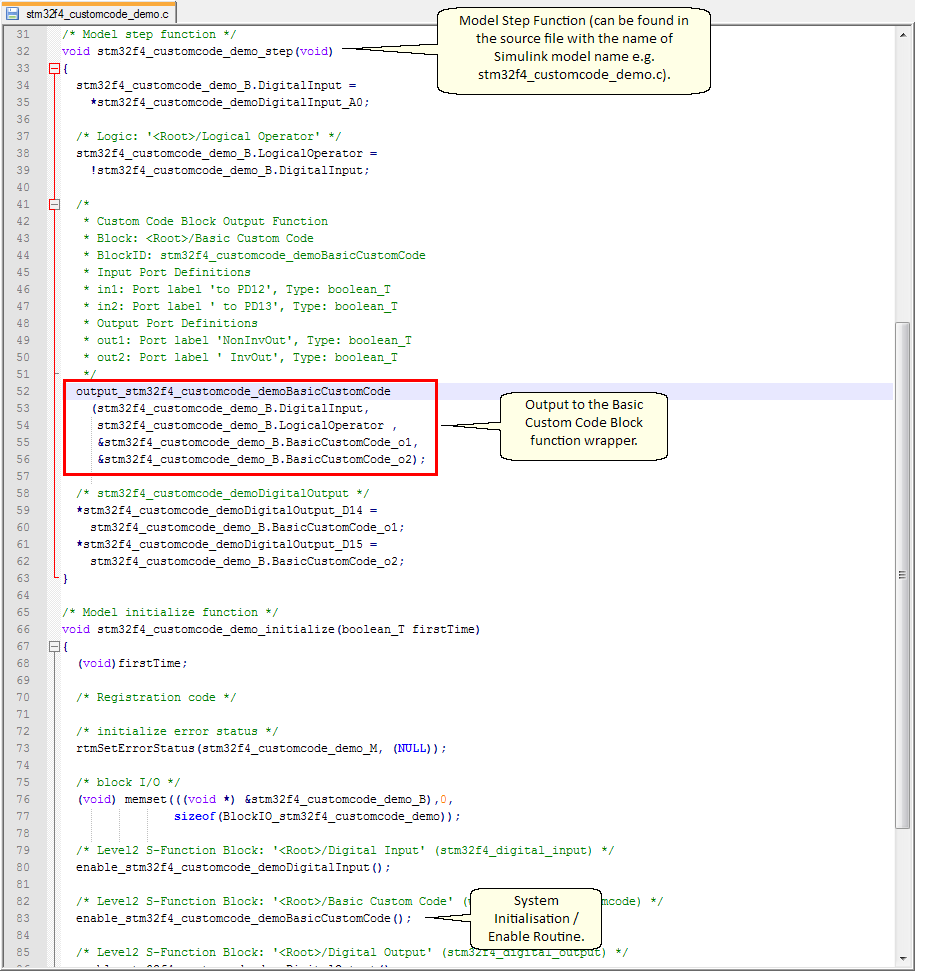 stm32f4_customcode_demo.c
31 /* Model step function */
32 void stm32f4_customcode_demo_step(void)
33 {
34 stm32f4_customcode_demo_B.DigitalInput =
35 *stm32f4_customcode_demoDigitalInput_A0;
36
37 /* Logic: '<Root>/Logical Operator' */
38 stm32f4_customcode_demo_B.LogicalOperator =
39 !stm32f4_customcode_demo_B.DigitalInput;
40
41 /*
42 * Custom Code Block Output Function
43 * Block: <Root>/Basic Custom Code
44 * BlockID: stm32f4_customcode_demoBasicCustomCode
45 * Input Port Definitions
46 * in1: Port label 'to PD12', Type: boolean_T
47 * in2: Port label ' to PD13', Type: boolean_T
48 * Output Port Definitions
49 * out1: Port label 'NonInvOut', Type: boolean_T
50 * out2: Port label ' InvOut', Type: boolean_T
51 */
52 output_stm32f4_customcode_demoBasicCustomCode
53 (stm32f4_customcode_demo_B.DigitalInput,
54 stm32f4_customcode_demo_B.LogicalOperator ,
55 &stm32f4_customcode_demo_B.BasicCustomCode_o1,
56 &stm32f4_customcode_demo_B.BasicCustomCode_o2);
57
58 /* stm32f4_customcode_demoDigitalOutput */
59 *stm32f4_customcode_demoDigitalOutput_D14 =
60 stm32f4_customcode_demo_B.BasicCustomCode_o1;
61 *stm32f4_customcode_demoDigitalOutput_D15 =
62 stm32f4_customcode_demo_B.BasicCustomCode_o2;
63 }
64
65 /* Model initialize function */
66 void stm32f4_customcode_demo_initialize(boolean_T firstTime)
67 {
68 (void)firstTime;
69
70 /* Registration code */
71
72 /* initialize error status */
73 rtmSetErrorStatus(stm32f4_customcode_demo_M, (NULL));
74
75 /* block I/O */
76 (void) memset(((void *) &stm32f4_customcode_demo_B),0,
77 sizeof(BlockIO_stm32f4_customcode_demo));
78
79 /* Level2 S-Function Block: '<Root>/Digital Input' (stm32f4_digital_input) */
80 enable_stm32f4_customcode_demoDigitalInput();
81
82 /* Level2 S-Function Block: '<Root>/Basic Custom Code' ( mcode) */
83 enable_stm32f4_customcode_demoBasicCustomCode();
84
85 /* Level2 S-Function Block: '<Root>/Digital Output' (stm32f4_digital_output) */
Model Step Function (can be found in
the source file with the name of
Simulink model name e.g.
stm32f4_customcode_demo.c).
Output to the Basic
Custom Code Block
function wrapper.
System
Initialisation /
Enable Routine.